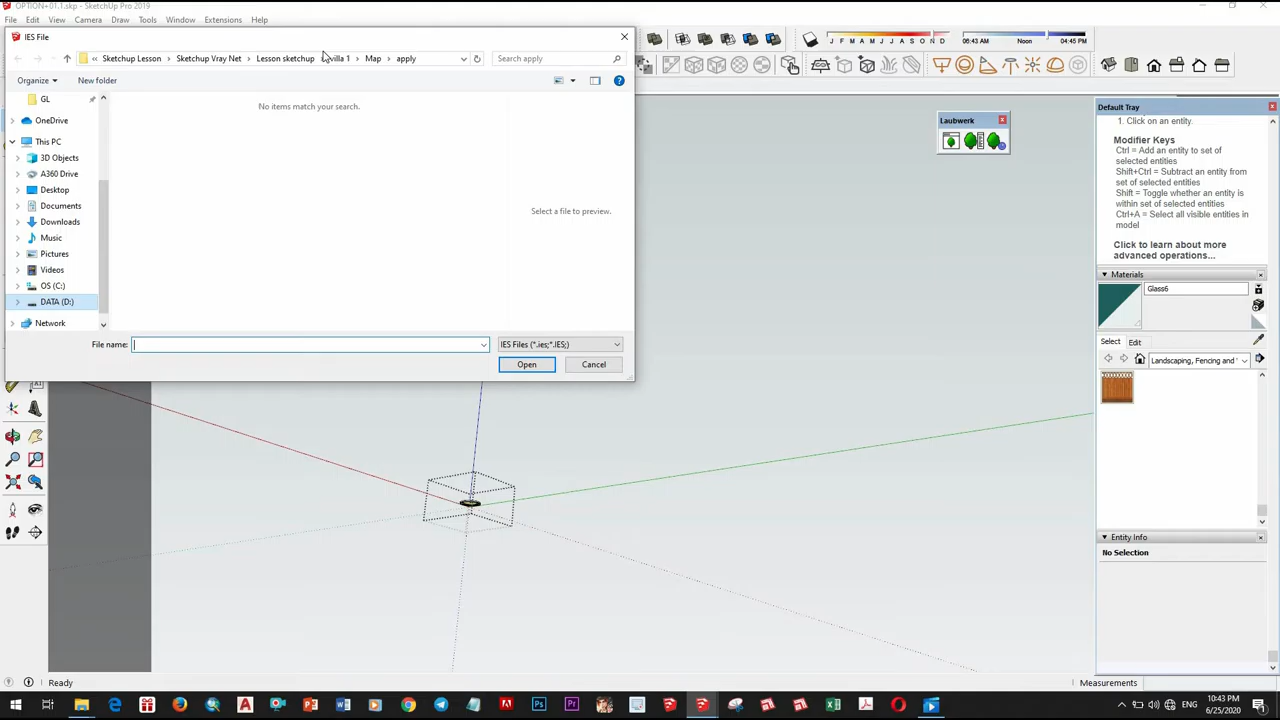 OPTION+01.1.skp - SketchUp Pro 2019
File Edit View Camera Draw Tools Window Extensions Help
IES File
« Sketchup Lesson › Sketchup Vray Net › Lesson sketchup › villa 1 › Map › apply
Search apply
Organize New folder
GL
OneDrive
This PC
3D Objects
A360 Drive
Desktop
Documents
Downloads
Music
Pictures
Videos
OS (C:)
DATA (D:)
Network
No items match your search.
Select a file to preview.
File name:
IES Files (*.ies;*.IES;)
Open Cancel
J F M A M J J A S O N D
06:43 AM Noon 04:45 PM
Laubwerk
Default Tray
1. Click on an entity.
Modifier Keys
Ctrl = Add an entity to set of
selected entities
Shift+Ctrl = Subtract an entity from
set of selected entities
Shift = Toggle whether an entity is
within set of selected entities
Ctrl+A = Select all visible entities in
model
Click to learn about more
advanced operations...
Materials
Glass6
Select Edit
Landscaping, Fencing and
Entity Info
No Selection
Ready
Measurements
10:43 PM
6/25/2020